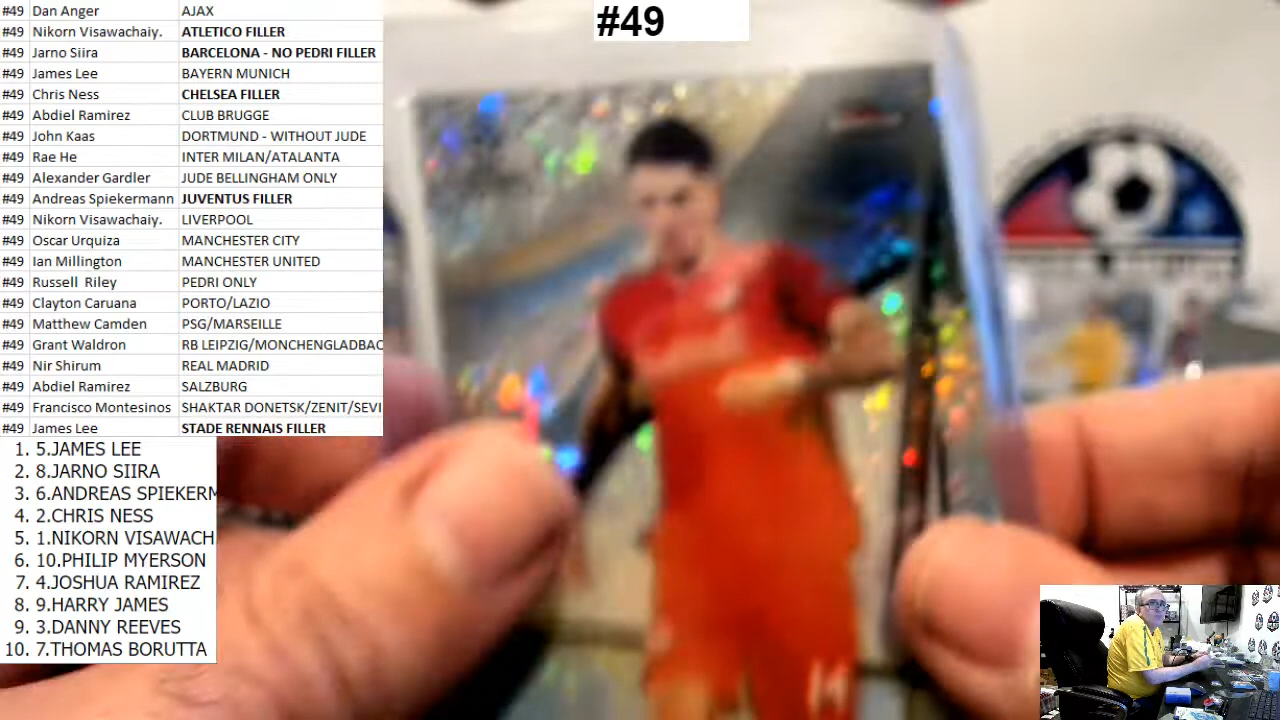 #49
#49 Dan Anger AJAX
#49 Nikorn Visawachaiy. ATLETICO FILLER
#49 Jarno Siira BARCELONA - NO PEDRI FILLER
#49 James Lee BAYERN MUNICH
#49 Chris Ness CHELSEA FILLER
#49 Abdiel Ramirez CLUB BRUGGE
#49 John Kaas DORTMUND - WITHOUT JUDE
#49 Rae He INTER MILAN/ATALANTA
#49 Alexander Gardler JUDE BELLINGHAM ONLY
#49 Andreas Spiekermann JUVENTUS FILLER
#49 Nikorn Visawachaiy. LIVERPOOL
#49 Oscar Urquiza MANCHESTER CITY
#49 Ian Millington MANCHESTER UNITED
#49 Russell Riley PEDRI ONLY
#49 Clayton Caruana PORTO/LAZIO
#49 Matthew Camden PSG/MARSEILLE
#49 Grant Waldron RB LEIPZIG/MONCHENGLADBAC
#49 Nir Shirum REAL MADRID
#49 Abdiel Ramirez SALZBURG
#49 Francisco Montesinos SHAKTAR DONETSK/ZENIT/SEVI
#49 James Lee STADE RENNAIS FILLER
1. 5.JAMES LEE
2. 8.JARNO SIIRA
3. 6.ANDREAS SPIEKERM
4. 2.CHRIS NESS
5. 1.NIKORN VISAWACH
6. 10.PHILIP MYERSON
7. 4.JOSHUA RAMIREZ
8. 9.HARRY JAMES
9. 3.DANNY REEVES
10. 7.THOMAS BORUTTA
14